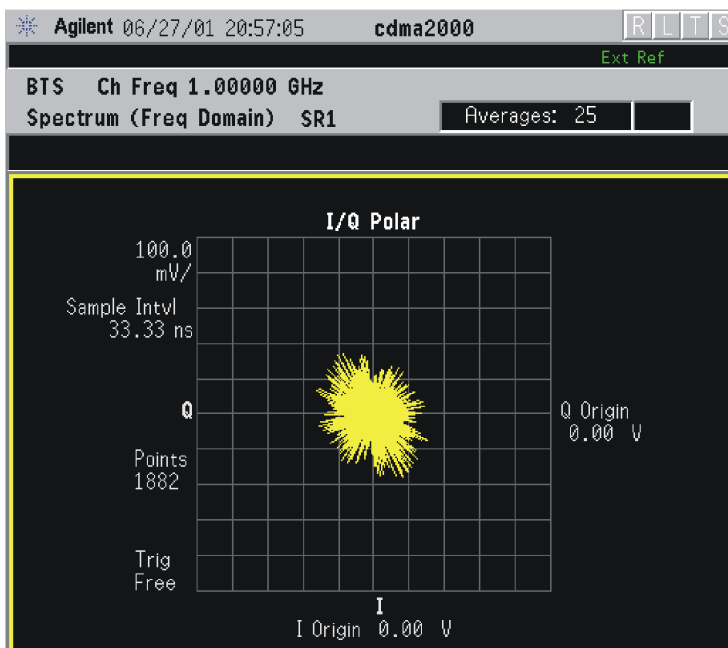 Agilent 06/27/01 20:57:05 cdma2000 R L T S
Ext Ref
BTS Ch Freq 1.00000 GHz
Spectrum (Freq Domain) SR1 Averages: 25
I/Q Polar
100.0
mV/
Sample Intvl
33.33 ns
Q
Q Origin
0.00 V
Points
1882
Trig
Free
I
I Origin 0.00 V